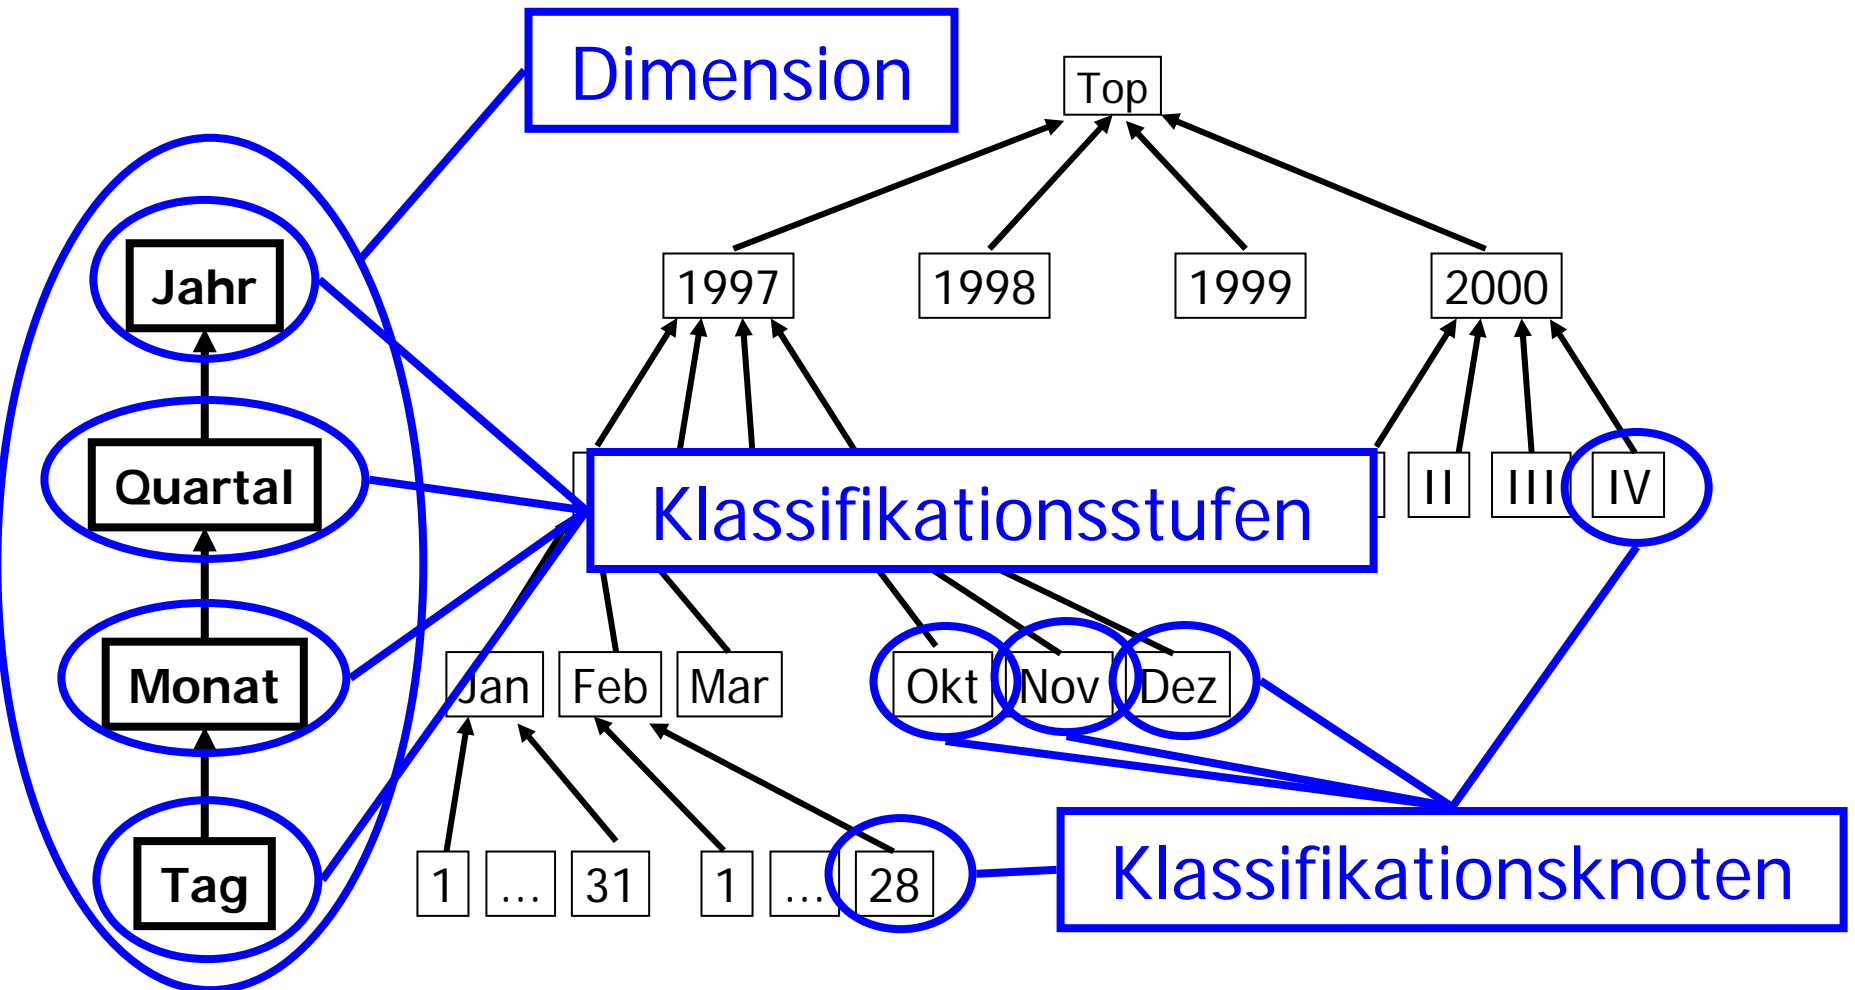 Dimension
Top
Jahr
1997
1998
1999
2000
Quartal
Klassifikationsstufen
II
III
IV
Monat
Jan
Feb
Mar
Okt
Nov
Dez
Tag
1
...
31
1
...
28
Klassifikationsknoten